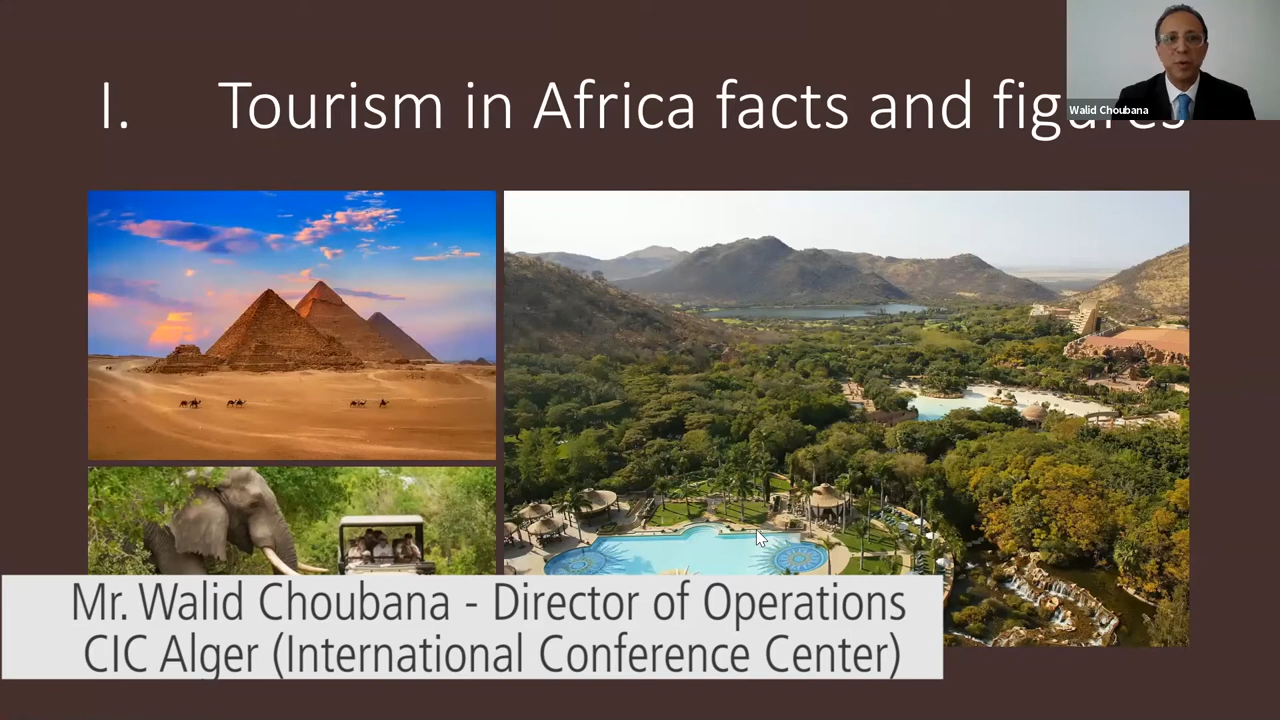 I. Tourism in Africa facts and figures
Walid Choubana
Mr. Walid Choubana - Director of Operations
CIC Alger (International Conference Center)